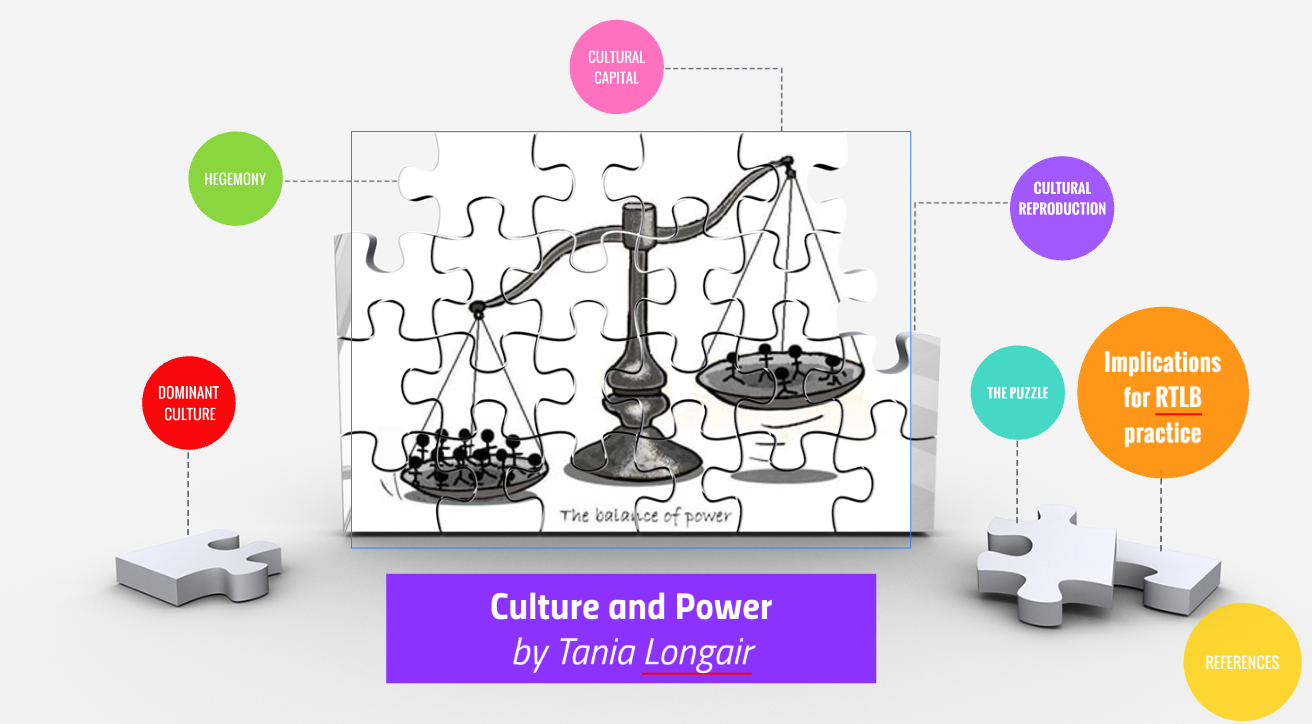 CULTURAL
CAPITAL
HEGEMONY
CULTURAL
REPRODUCTION
DOMINANT
CULTURE
THE PUZZLE
Implications
for RTLB
practice
The balance of power
Culture and Power
by Tania Longair
REFERENCES